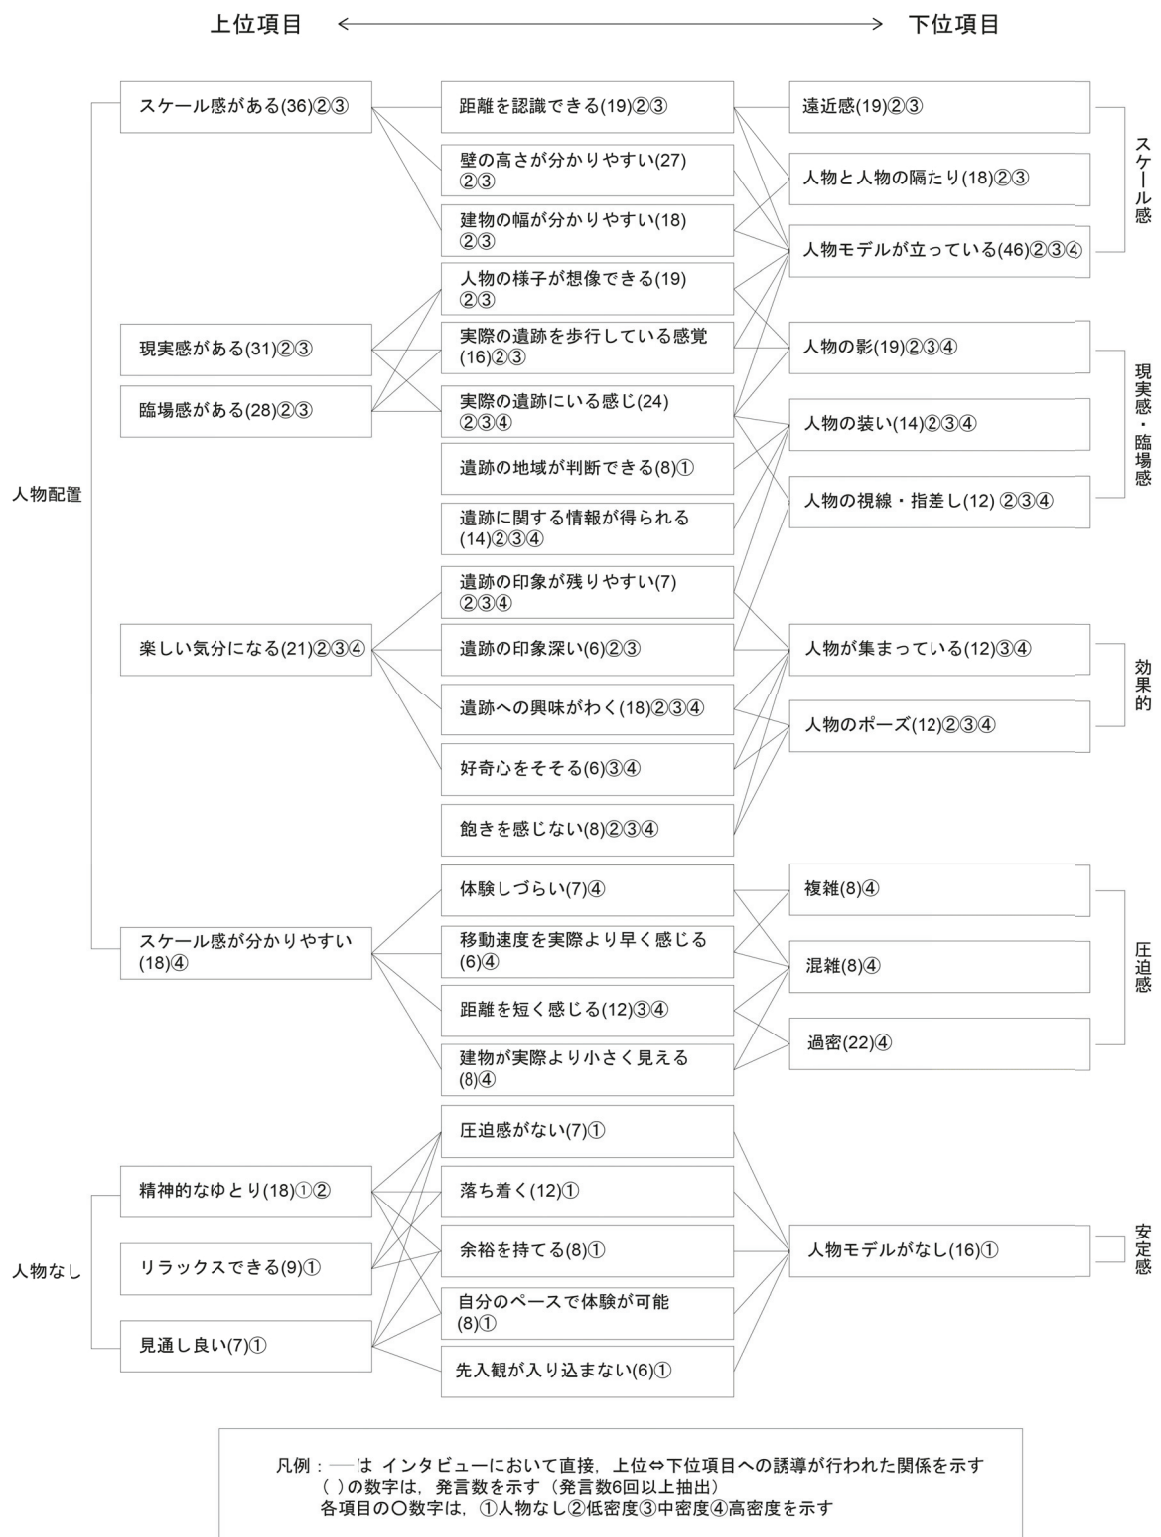 上位項目
下位項目
人物配置
スケール感がある(36)②③
現実感がある(31)②③
臨場感がある(28)②③
楽しい気分になる(21)②③④
スケール感が分かりやすい
(18)④
人物なし
精神的なゆとり(18)①②
リラックスできる(9)①
見通し良い(7)①
距離を認識できる(19)②③
壁の高さが分かりやすい(27)
②③
建物の幅が分かりやすい(18)
②③
人物の様子が想像できる(19)
②③
実際の遺跡を歩行している感覚
(16)②③
実際の遺跡にいる感じ(24)
②③④
遺跡の地域が判断できる(8)①
遺跡に関する情報が得られる
(14)②③④
遺跡の印象が残りやすい(7)
②③④
遺跡の印象深い(6)②③
遺跡への興味がわく(18)②③④
好奇心をそそる(6)③④
飽きを感じない(8)②③④
体験しづらい(7)④
移動速度を実際より早く感じる
(6)④
距離を短く感じる(12)③④
建物が実際より小さく見える
(8)④
圧迫感がない(7)①
落ち着く(12)①
余裕を持てる(8)①
自分のペースで体験が可能
(8)①
先入観が入り込まない(6)①
遠近感(19)②③
人物と人物の隔たり(18)②③
人物モデルが立っている(46)②③④
人物の影(19)②③④
人物の装い(14)②③④
人物の視線・指差し(12) ②③④
人物が集まっている(12)③④
人物のポーズ(12)②③④
複雑(8)④
混雑(8)④
過密(22)④
人物モデルがなし(16)①
スケール感
現実感・臨場感
効果的
圧迫感
安定感
凡例：──は インタビューにおいて直接，上位⇔下位項目への誘導が行われた関係を示す
( )の数字は，発言数を示す（発言数6回以上抽出）
各項目の〇数字は，①人物なし②低密度③中密度④高密度を示す